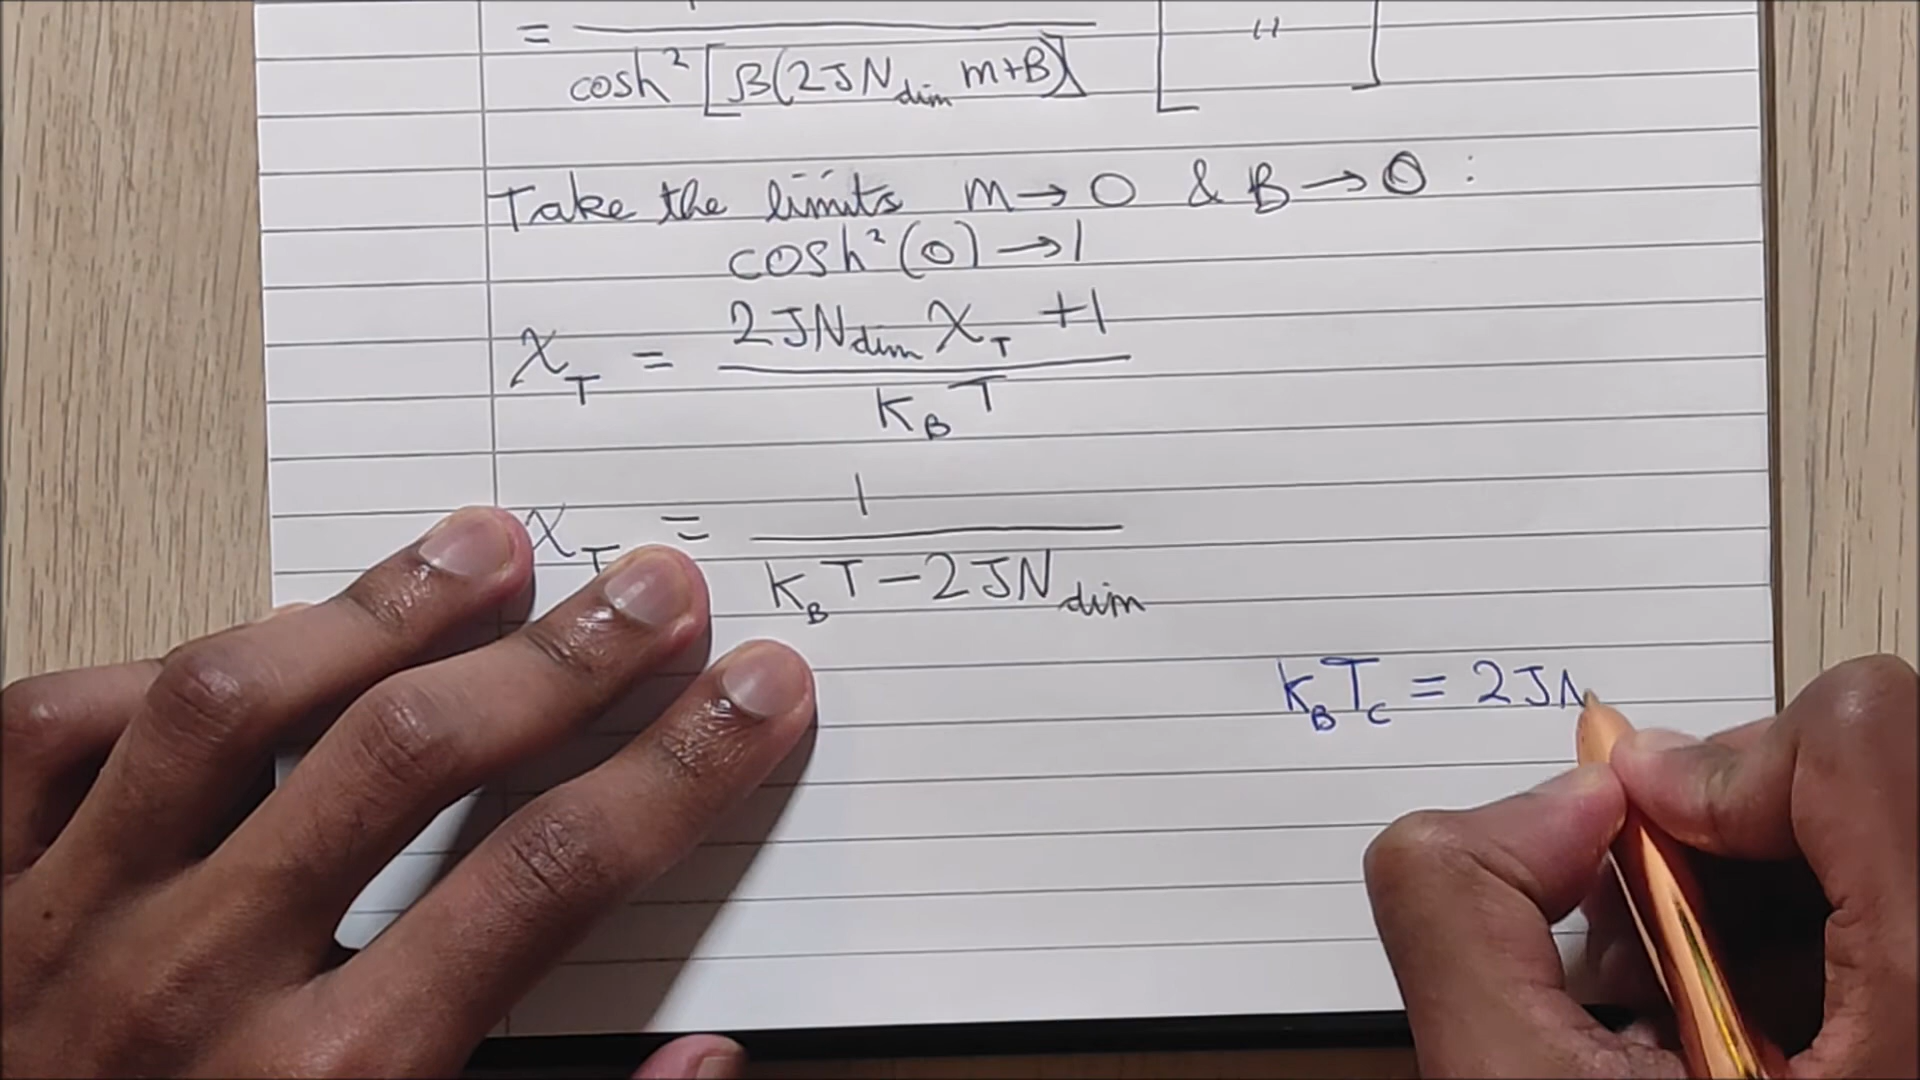 =
cosh² [β(2JN_dim m+B)] [ " ]
Take the limits m→0 & B→0 :
cosh²(0)→1
χ_T = 2JN_dim χ_T +1
k_B T
χ_T = 1
k_B T - 2JN_dim
k_B T_c = 2JN